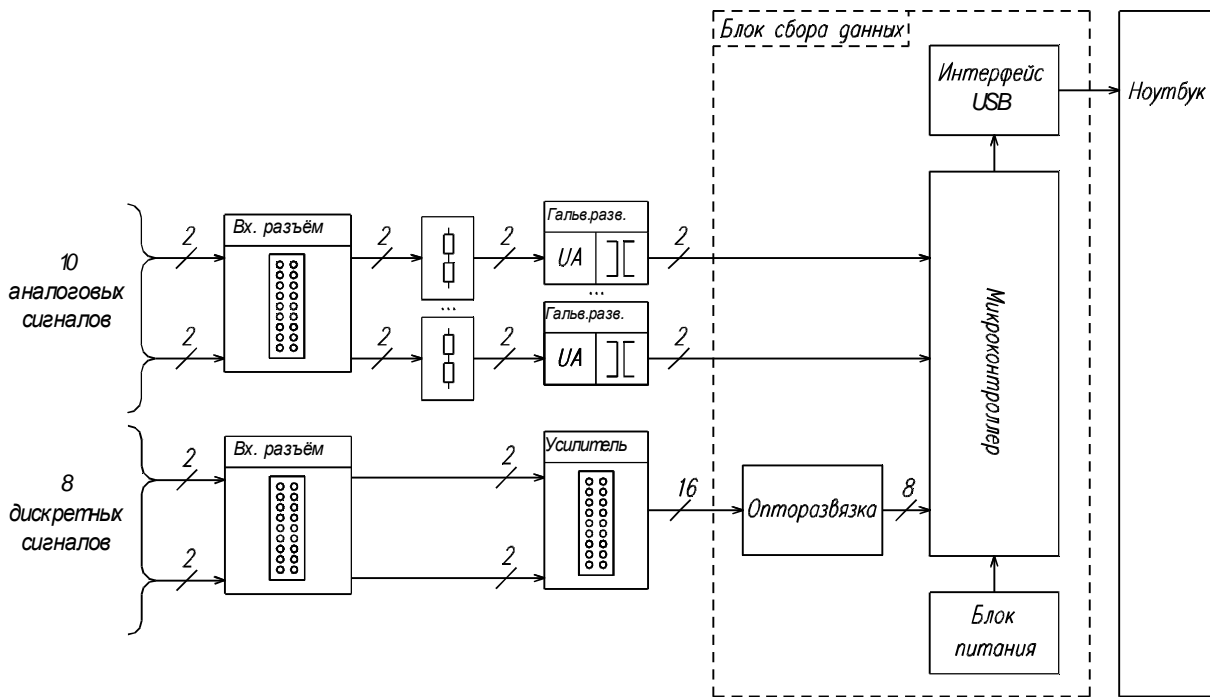 Блок сбора данных
Интерфейс
USB
Ноутбук
10
аналоговых
сигналов
2
2
Вх. разъём
2
2
...
2
2
Гальв.разв.
UA
...
Гальв.разв.
UA
2
2
Микроконтроллер
8
дискретных
сигналов
2
2
Вх. разъём
2
2
Усилитель
16
Опторазвязка
8
Блок
питания